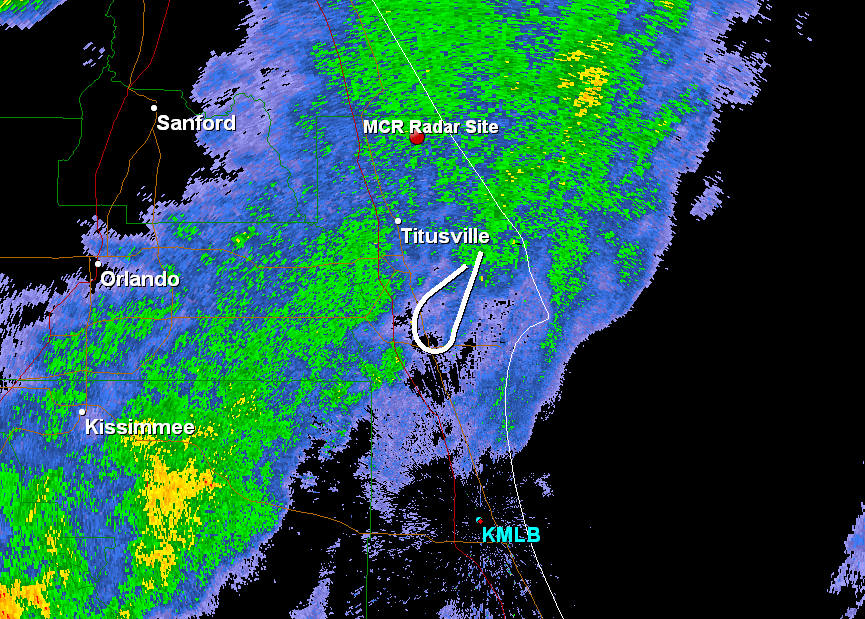 Sanford
MCR Radar Site
Titusville
Orlando
Kissimmee
KMLB